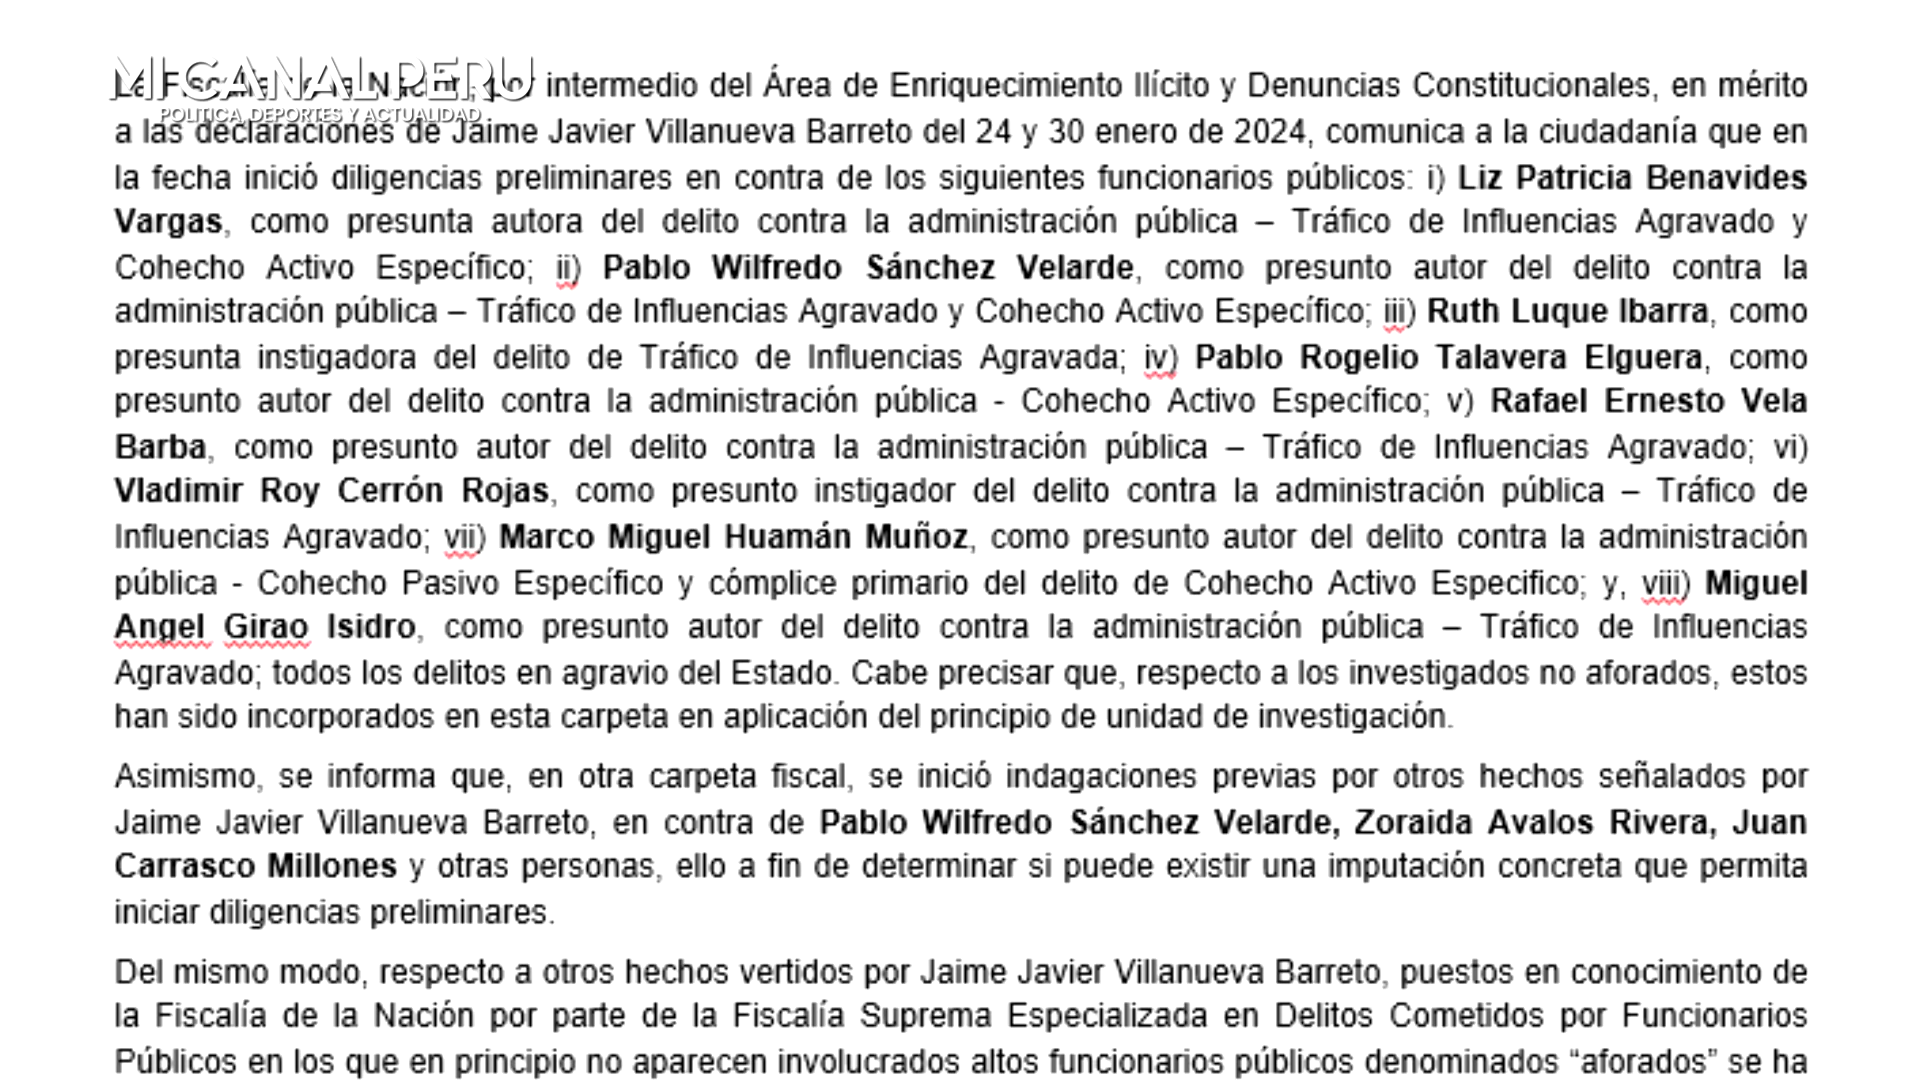 MI CANAL PERU
POLITICA, DEPORTES Y ACTUALIDAD
La Fiscalía de la Nación, por intermedio del Área de Enriquecimiento Ilícito y Denuncias Constitucionales, en mérito
a las declaraciones de Jaime Javier Villanueva Barreto del 24 y 30 enero de 2024, comunica a la ciudadanía que en
la fecha inició diligencias preliminares en contra de los siguientes funcionarios públicos: i) Liz Patricia Benavides
Vargas, como presunta autora del delito contra la administración pública – Tráfico de Influencias Agravado y
Cohecho Activo Específico; ii) Pablo Wilfredo Sánchez Velarde, como presunto autor del delito contra la
administración pública – Tráfico de Influencias Agravado y Cohecho Activo Específico; iii) Ruth Luque Ibarra, como
presunta instigadora del delito de Tráfico de Influencias Agravada; iv) Pablo Rogelio Talavera Elguera, como
presunto autor del delito contra la administración pública - Cohecho Activo Específico; v) Rafael Ernesto Vela
Barba, como presunto autor del delito contra la administración pública – Tráfico de Influencias Agravado; vi)
Vladimir Roy Cerrón Rojas, como presunto instigador del delito contra la administración pública – Tráfico de
Influencias Agravado; vii) Marco Miguel Huamán Muñoz, como presunto autor del delito contra la administración
pública - Cohecho Pasivo Específico y cómplice primario del delito de Cohecho Activo Especifico; y, viii) Miguel
Angel Girao Isidro, como presunto autor del delito contra la administración pública – Tráfico de Influencias
Agravado; todos los delitos en agravio del Estado. Cabe precisar que, respecto a los investigados no aforados, estos
han sido incorporados en esta carpeta en aplicación del principio de unidad de investigación.
Asimismo, se informa que, en otra carpeta fiscal, se inició indagaciones previas por otros hechos señalados por
Jaime Javier Villanueva Barreto, en contra de Pablo Wilfredo Sánchez Velarde, Zoraida Avalos Rivera, Juan
Carrasco Millones y otras personas, ello a fin de determinar si puede existir una imputación concreta que permita
iniciar diligencias preliminares.
Del mismo modo, respecto a otros hechos vertidos por Jaime Javier Villanueva Barreto, puestos en conocimiento de
la Fiscalía de la Nación por parte de la Fiscalía Suprema Especializada en Delitos Cometidos por Funcionarios
Públicos en los que en principio no aparecen involucrados altos funcionarios públicos denominados “aforados” se ha